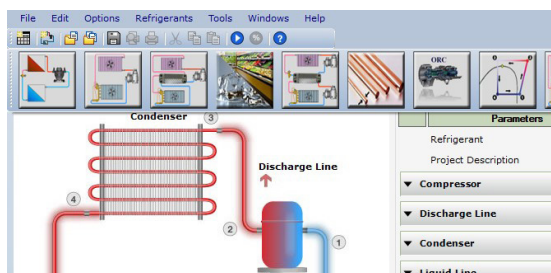 File Edit Options Refrigerants Tools Windows Help
ORC
Condenser 3
Parameters
Refrigerant
Discharge Line
Project Description
4
Compressor
2
1
Discharge Line
Condenser
Liquid Line